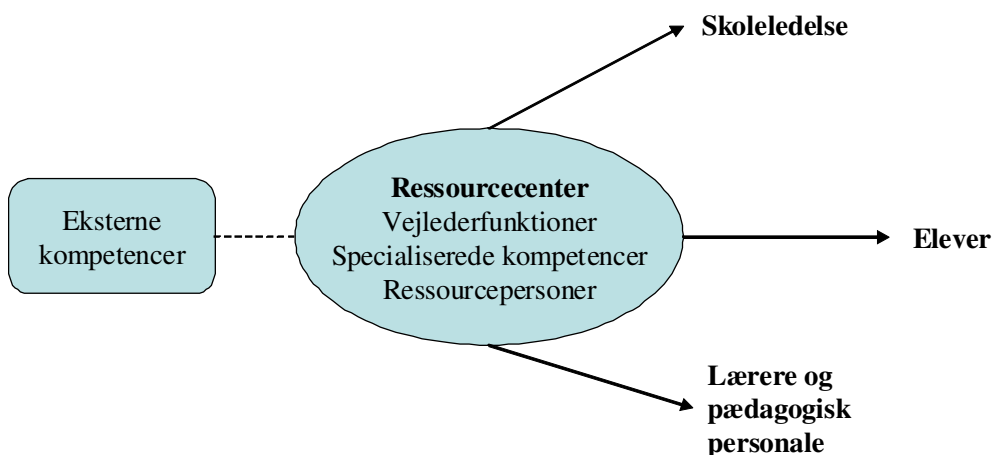 Skoleledelse
Eksterne
kompetencer
Ressourcecenter
Vejlederfunktioner
Specialiserede kompetencer
Ressourcepersoner
Elever
Lærere og
pædagogisk
personale